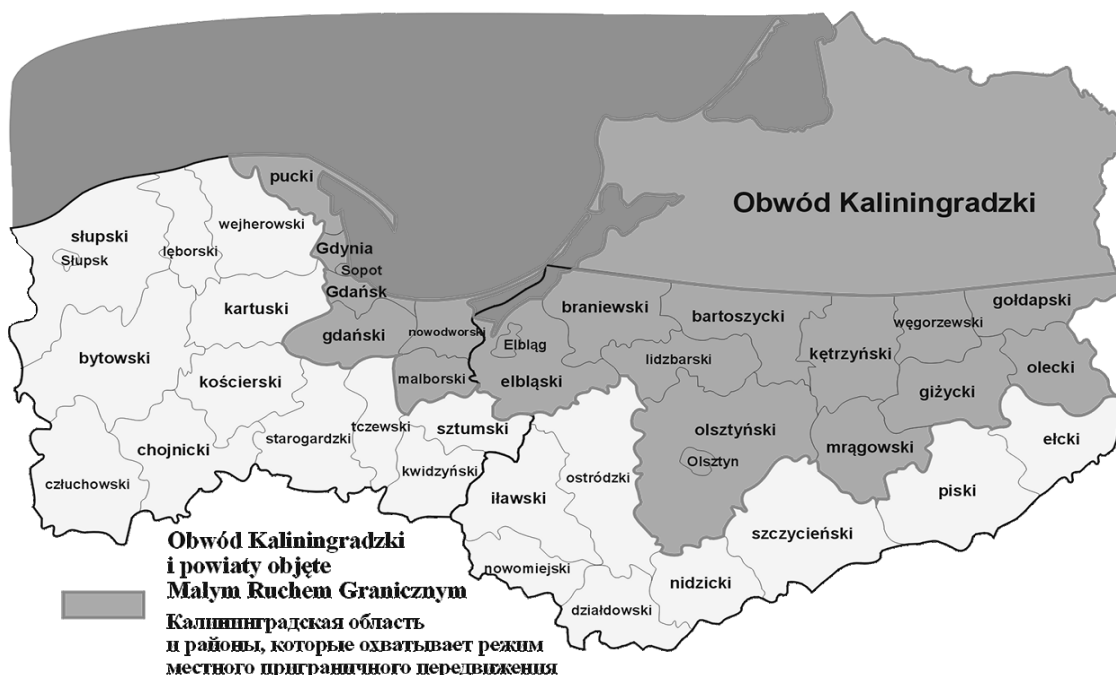 Obwód Kaliningradzki
pucki
wejherowski
słupski
Słupsk
lęborski
Gdynia
Sopot
Gdańsk
kartuski
gdański
nowodworski
Elbląg
braniewski
bartoszycki
węgorzewski
gołdapski
bytowski
kościerski
malborski
elbląski
lidzbarski
kętrzyński
giżycki
olecki
człuchowski
chojnicki
starogardzki
tczewski
sztumski
kwidzyński
iławski
ostródzki
olsztyński
Olsztyn
mrągowski
piski
ełcki
szczycieński
nowomiejski
działdowski
nidzicki
Obwód Kaliningradzki
i powiaty objęte
Małym Ruchem Granicznym
Калининградская область
и районы, которые охватывает режим
местного приграничного передвижения